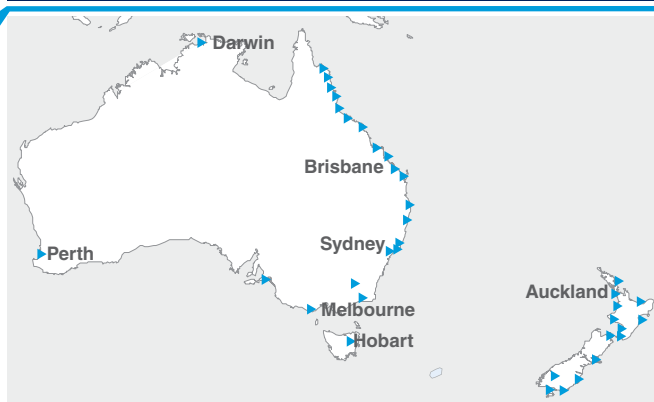 Darwin
Brisbane
Sydney
Perth
Auckland
Melbourne
Hobart